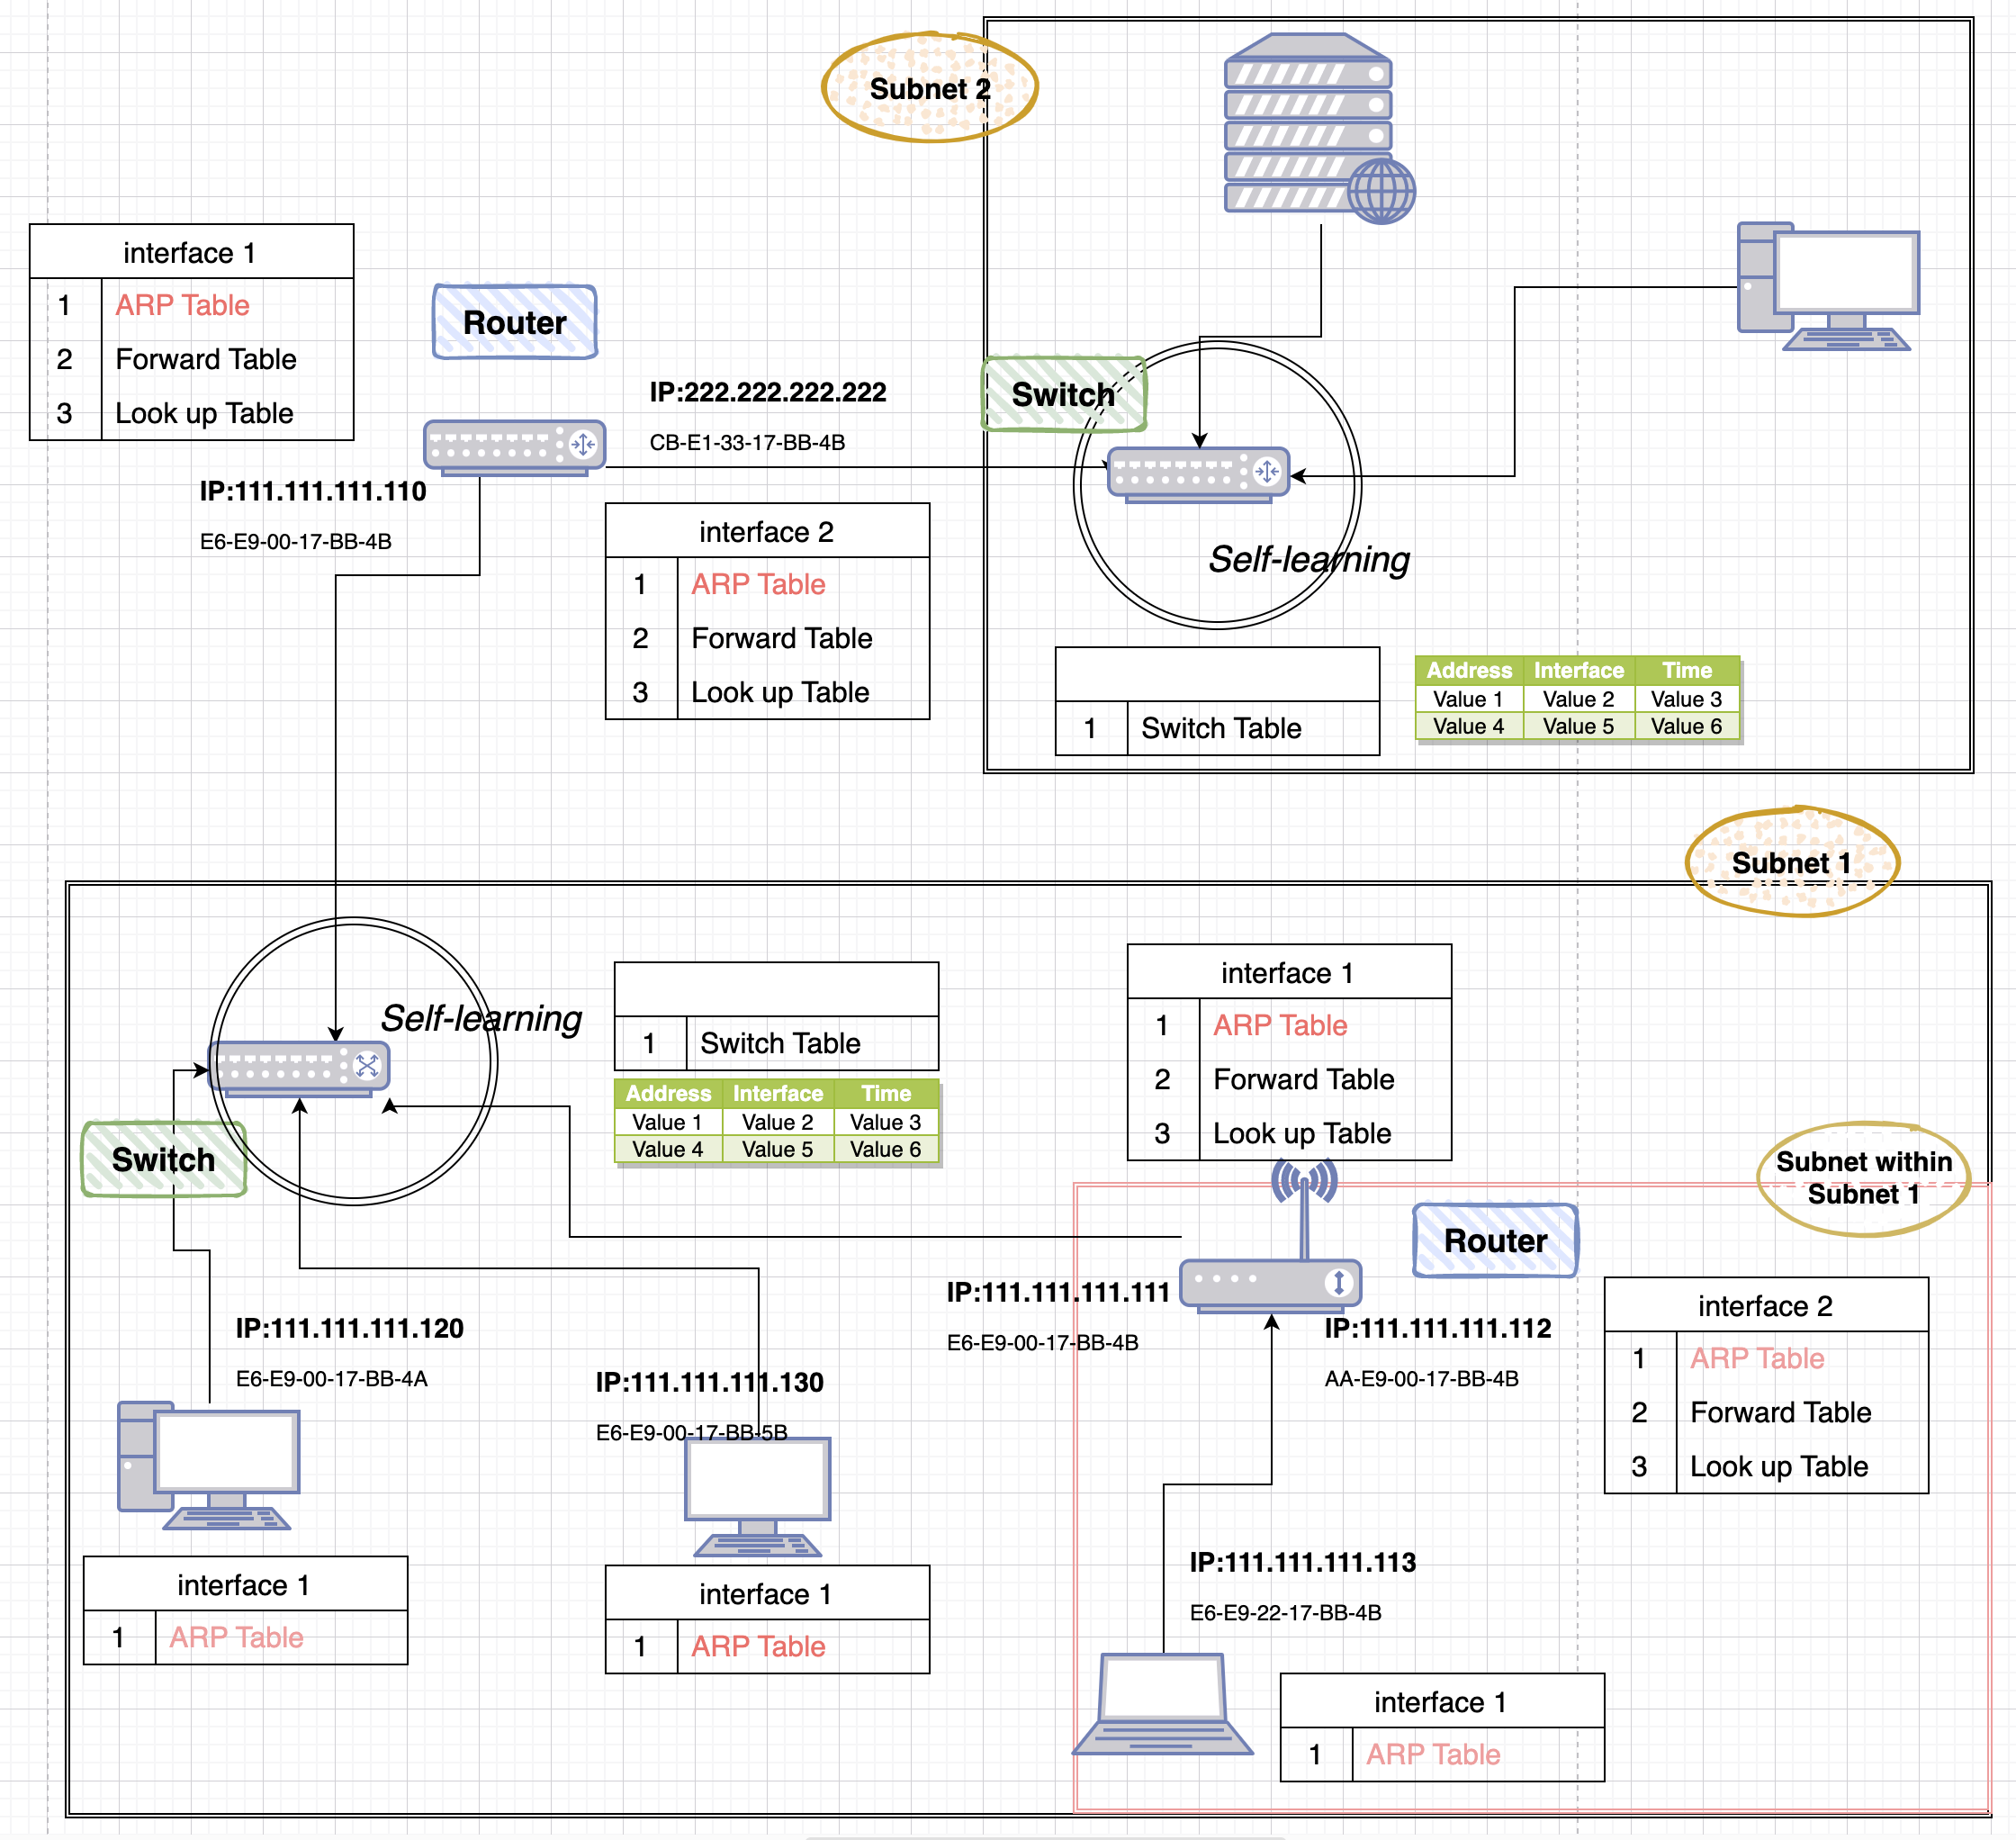 Subnet 2
interface 1
1 ARP Table
2 Forward Table
3 Look up Table
Router
IP:222.222.222.222
CB-E1-33-17-BB-4B
Switch
IP:111.111.111.110
E6-E9-00-17-BB-4B
interface 2
1 ARP Table
2 Forward Table
3 Look up Table
Self-learning
1 Switch Table
Address Interface Time
Value 1 Value 2 Value 3
Value 4 Value 5 Value 6
Subnet 1
Self-learning
1 Switch Table
Address Interface Time
Value 1 Value 2 Value 3
Value 4 Value 5 Value 6
interface 1
1 ARP Table
2 Forward Table
3 Look up Table
Switch
Subnet within
Subnet 1
Router
IP:111.111.111.111
E6-E9-00-17-BB-4B
IP:111.111.111.112
AA-E9-00-17-BB-4B
interface 2
1 ARP Table
2 Forward Table
3 Look up Table
IP:111.111.111.120
E6-E9-00-17-BB-4A
IP:111.111.111.130
E6-E9-00-17-BB-5B
interface 1
1 ARP Table
interface 1
1 ARP Table
IP:111.111.111.113
E6-E9-22-17-BB-4B
interface 1
1 ARP Table